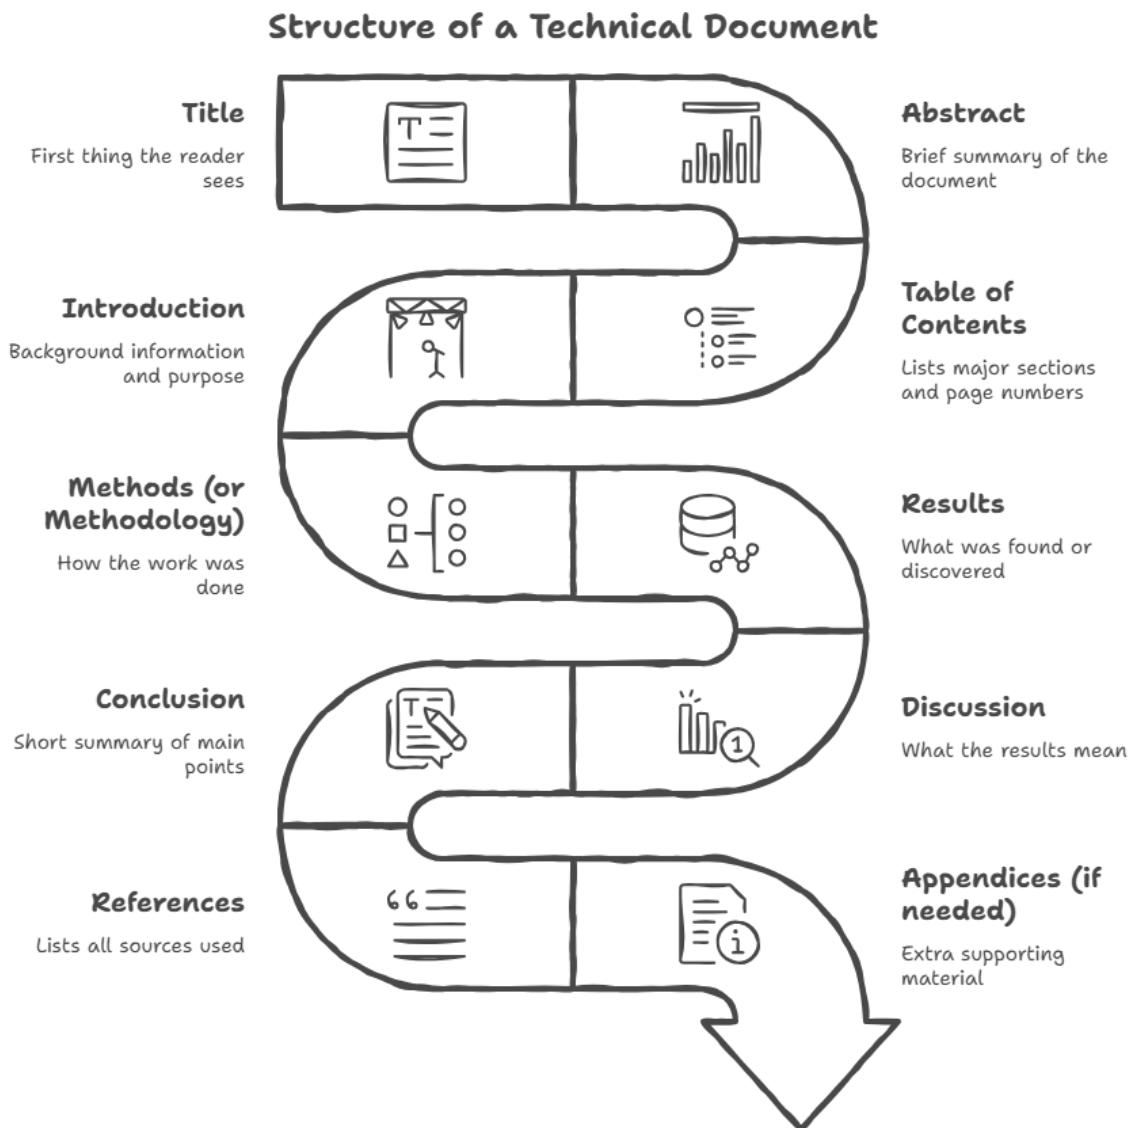 Structure of a Technical Document
Title
First thing the reader
sees
T
Abstract
Brief summary of the
document
Table of
Contents
Lists major sections
and page numbers
Introduction
Background information
and purpose
Methods (or
Methodology)
How the work was
done
Results
What was found or
discovered
Discussion
What the results mean
1
Conclusion
Short summary of main
points
T
References
Lists all sources used
“
Appendices (if
needed)
Extra supporting
material
i